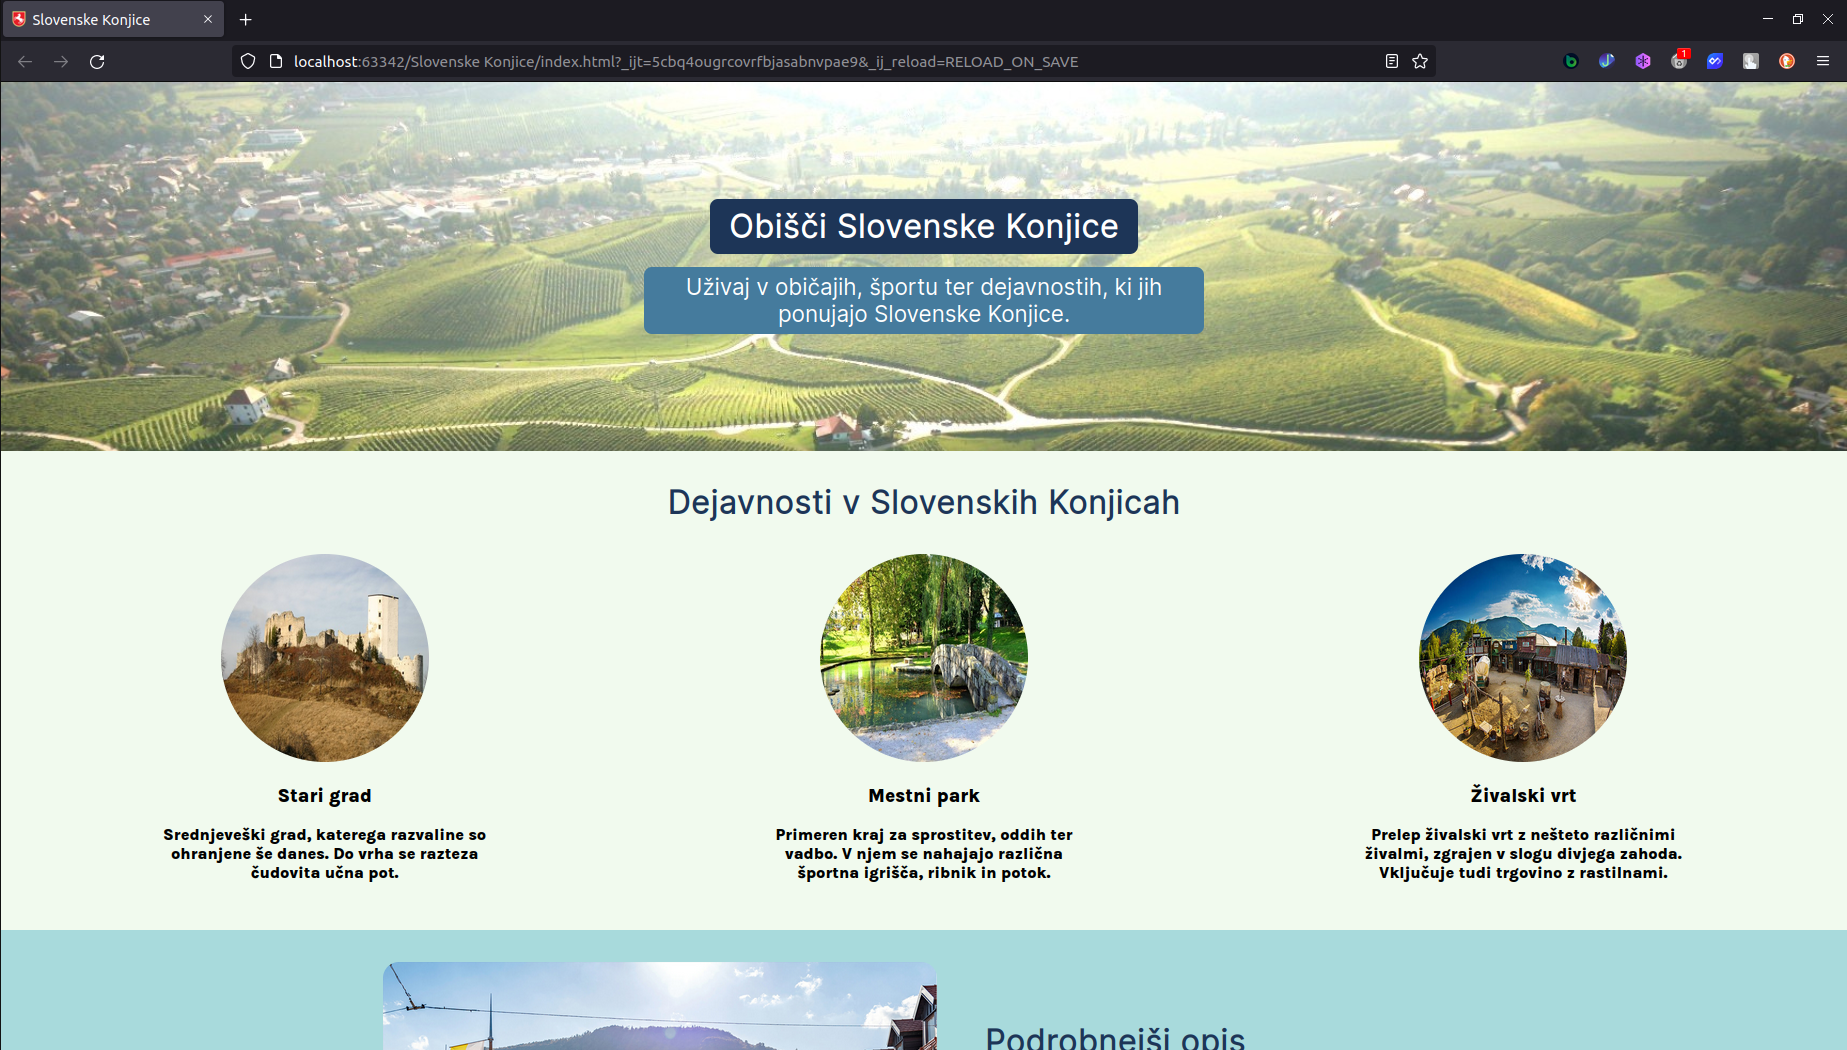 Slovenske Konjice
localhost:63342/Slovenske Konjice/index.html?_ijt=5cbq4ougrcovrfbjasabnvpae9&_ij_reload=RELOAD_ON_SAVE
1
Obišči Slovenske Konjice
Uživaj v običajih, športu ter dejavnostih, ki jih
ponujajo Slovenske Konjice.
Dejavnosti v Slovenskih Konjicah
Stari grad
Srednjeveški grad, katerega razvaline so
ohranjene še danes. Do vrha se razteza
čudovita učna pot.
Mestni park
Primeren kraj za sprostitev, oddih ter
vadbo. V njem se nahajajo različna
športna igrišča, ribnik in potok.
Živalski vrt
Prelep živalski vrt z nešteto različnimi
živalmi, zgrajen v slogu divjega zahoda.
Vključuje tudi trgovino z rastilnami.
Podrobnejši opis